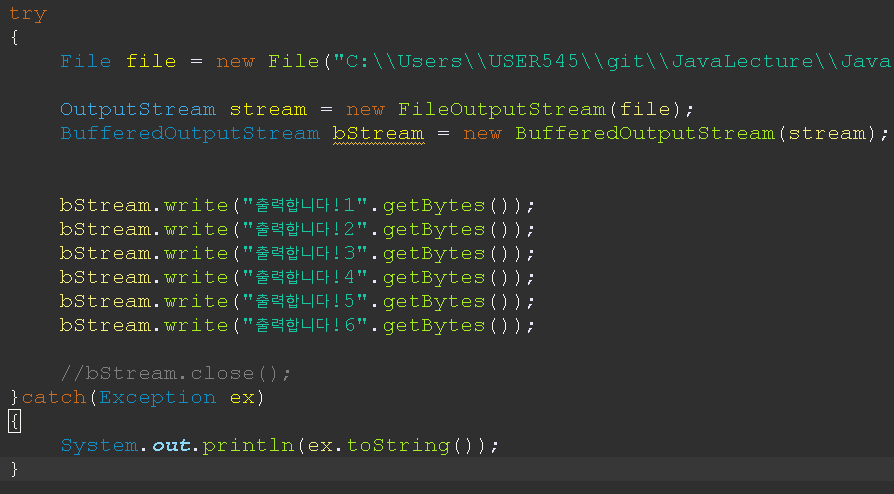 try
{
File file = new File("C:\\Users\\USER545\\git\\JavaLecture\\Java
OutputStream stream = new FileOutputStream(file);
BufferedOutputStream bStream = new BufferedOutputStream(stream);
bStream.write("출력합니다!1".getBytes());
bStream.write("출력합니다!2".getBytes());
bStream.write("출력합니다!3".getBytes());
bStream.write("출력합니다!4".getBytes());
bStream.write("출력합니다!5".getBytes());
bStream.write("출력합니다!6".getBytes());
//bStream.close();
}catch(Exception ex)
{
System.out.println(ex.toString());
}